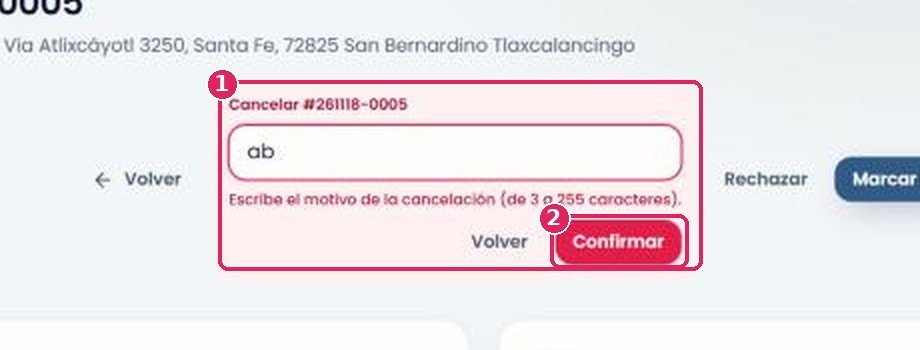 0005
Via Atlixcáyotl 3250, Santa Fe, 72825 San Bernardino Tlaxcalancingo
1
Cancelar #261118-0005
ab
← Volver
Rechazar
Marcar
Escribe el motivo de la cancelación (de 3 a 255 caracteres).
2
Volver
Confirmar